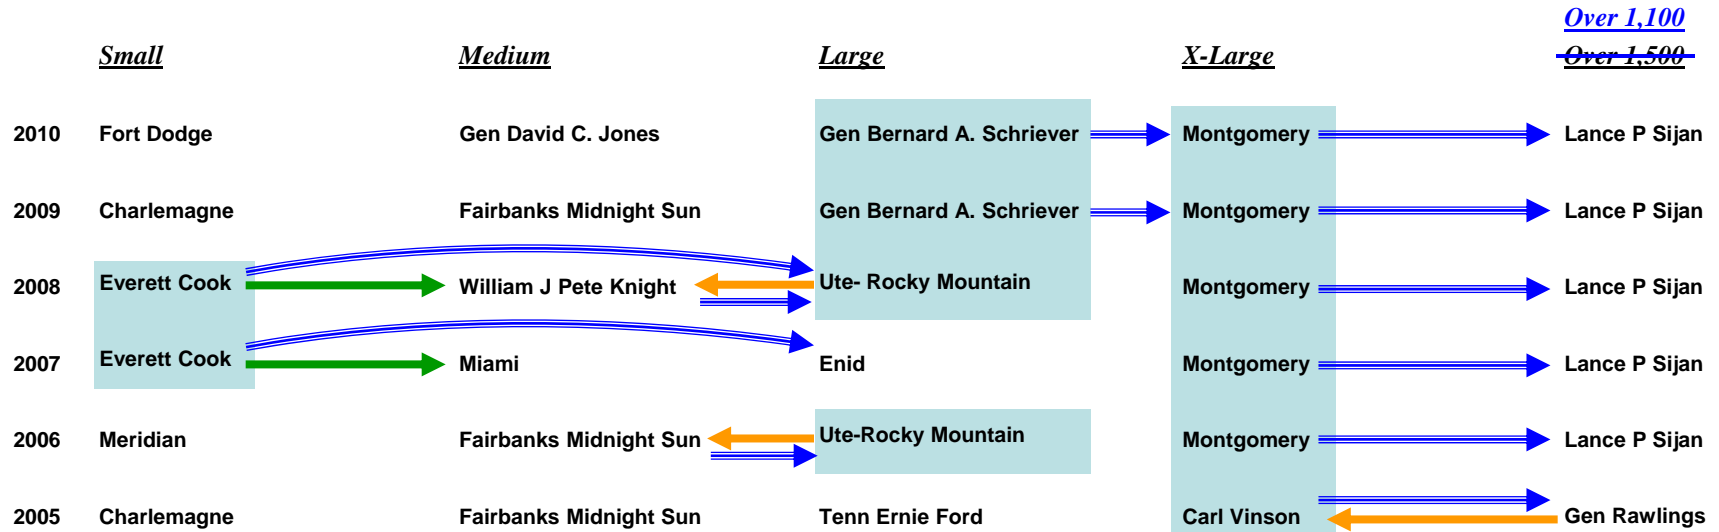 Over 1,100
Small Medium Large X-Large Over 1,500
2010 Fort Dodge Gen David C. Jones Gen Bernard A. Schriever Montgomery Lance P Sijan
2009 Charlemagne Fairbanks Midnight Sun Gen Bernard A. Schriever Montgomery Lance P Sijan
2008 Everett Cook William J Pete Knight Ute- Rocky Mountain Montgomery Lance P Sijan
2007 Everett Cook Miami Enid Montgomery Lance P Sijan
2006 Meridian Fairbanks Midnight Sun Ute-Rocky Mountain Montgomery Lance P Sijan
2005 Charlemagne Fairbanks Midnight Sun Tenn Ernie Ford Carl Vinson Gen Rawlings